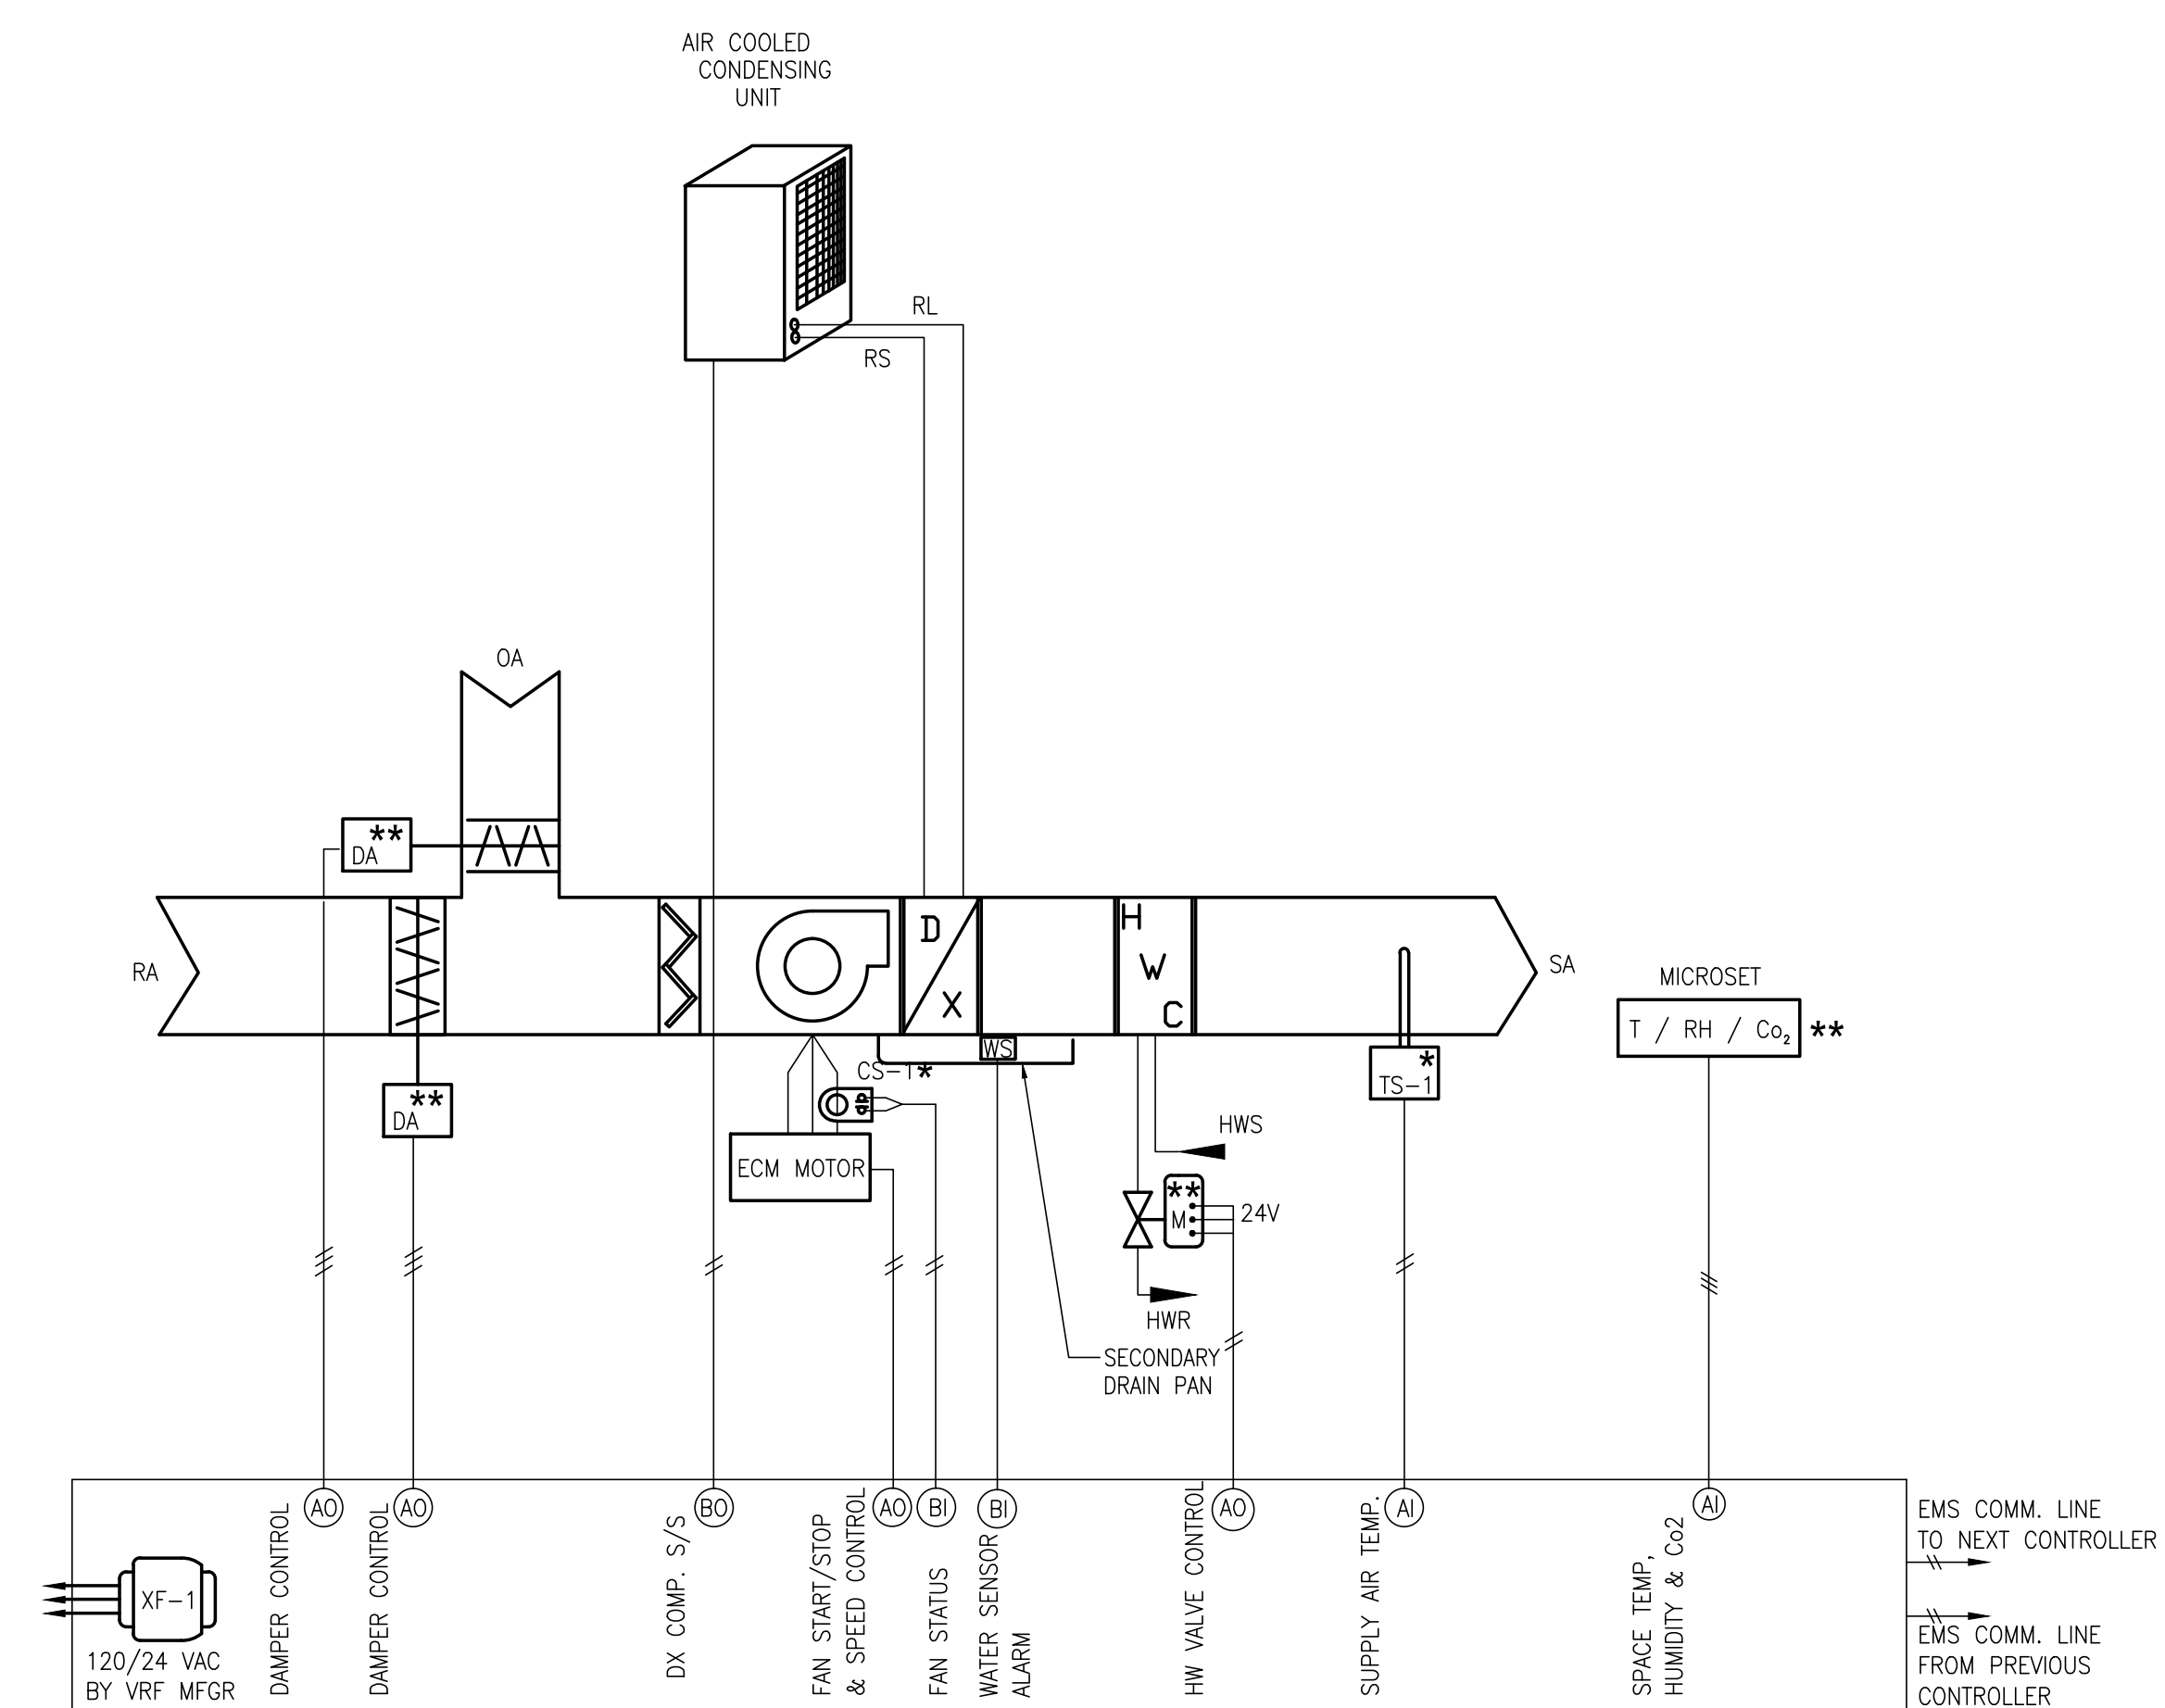 AIR COOLED
CONDENSING
UNIT
RL
RS
OA
**
DA
D
X
H
W
C
RA
SA
MICROSET
T / RH / Co2 **
WS
CS-1*
*
TS-1
**
DA
HWS
ECM MOTOR
**
M
24V
HWR
SECONDARY
DRAIN PAN
AO
AO
BO
AO
BI
BI
AO
AI
AI
DAMPER CONTROL
DAMPER CONTROL
DX COMP. S/S
FAN START/STOP
& SPEED CONTROL
FAN STATUS
WATER SENSOR
ALARM
HW VALVE CONTROL
SUPPLY AIR TEMP.
SPACE TEMP,
HUMIDITY & Co2
EMS COMM. LINE
TO NEXT CONTROLLER
XF-1
120/24 VAC
BY VRF MFGR
EMS COMM. LINE
FROM PREVIOUS
CONTROLLER